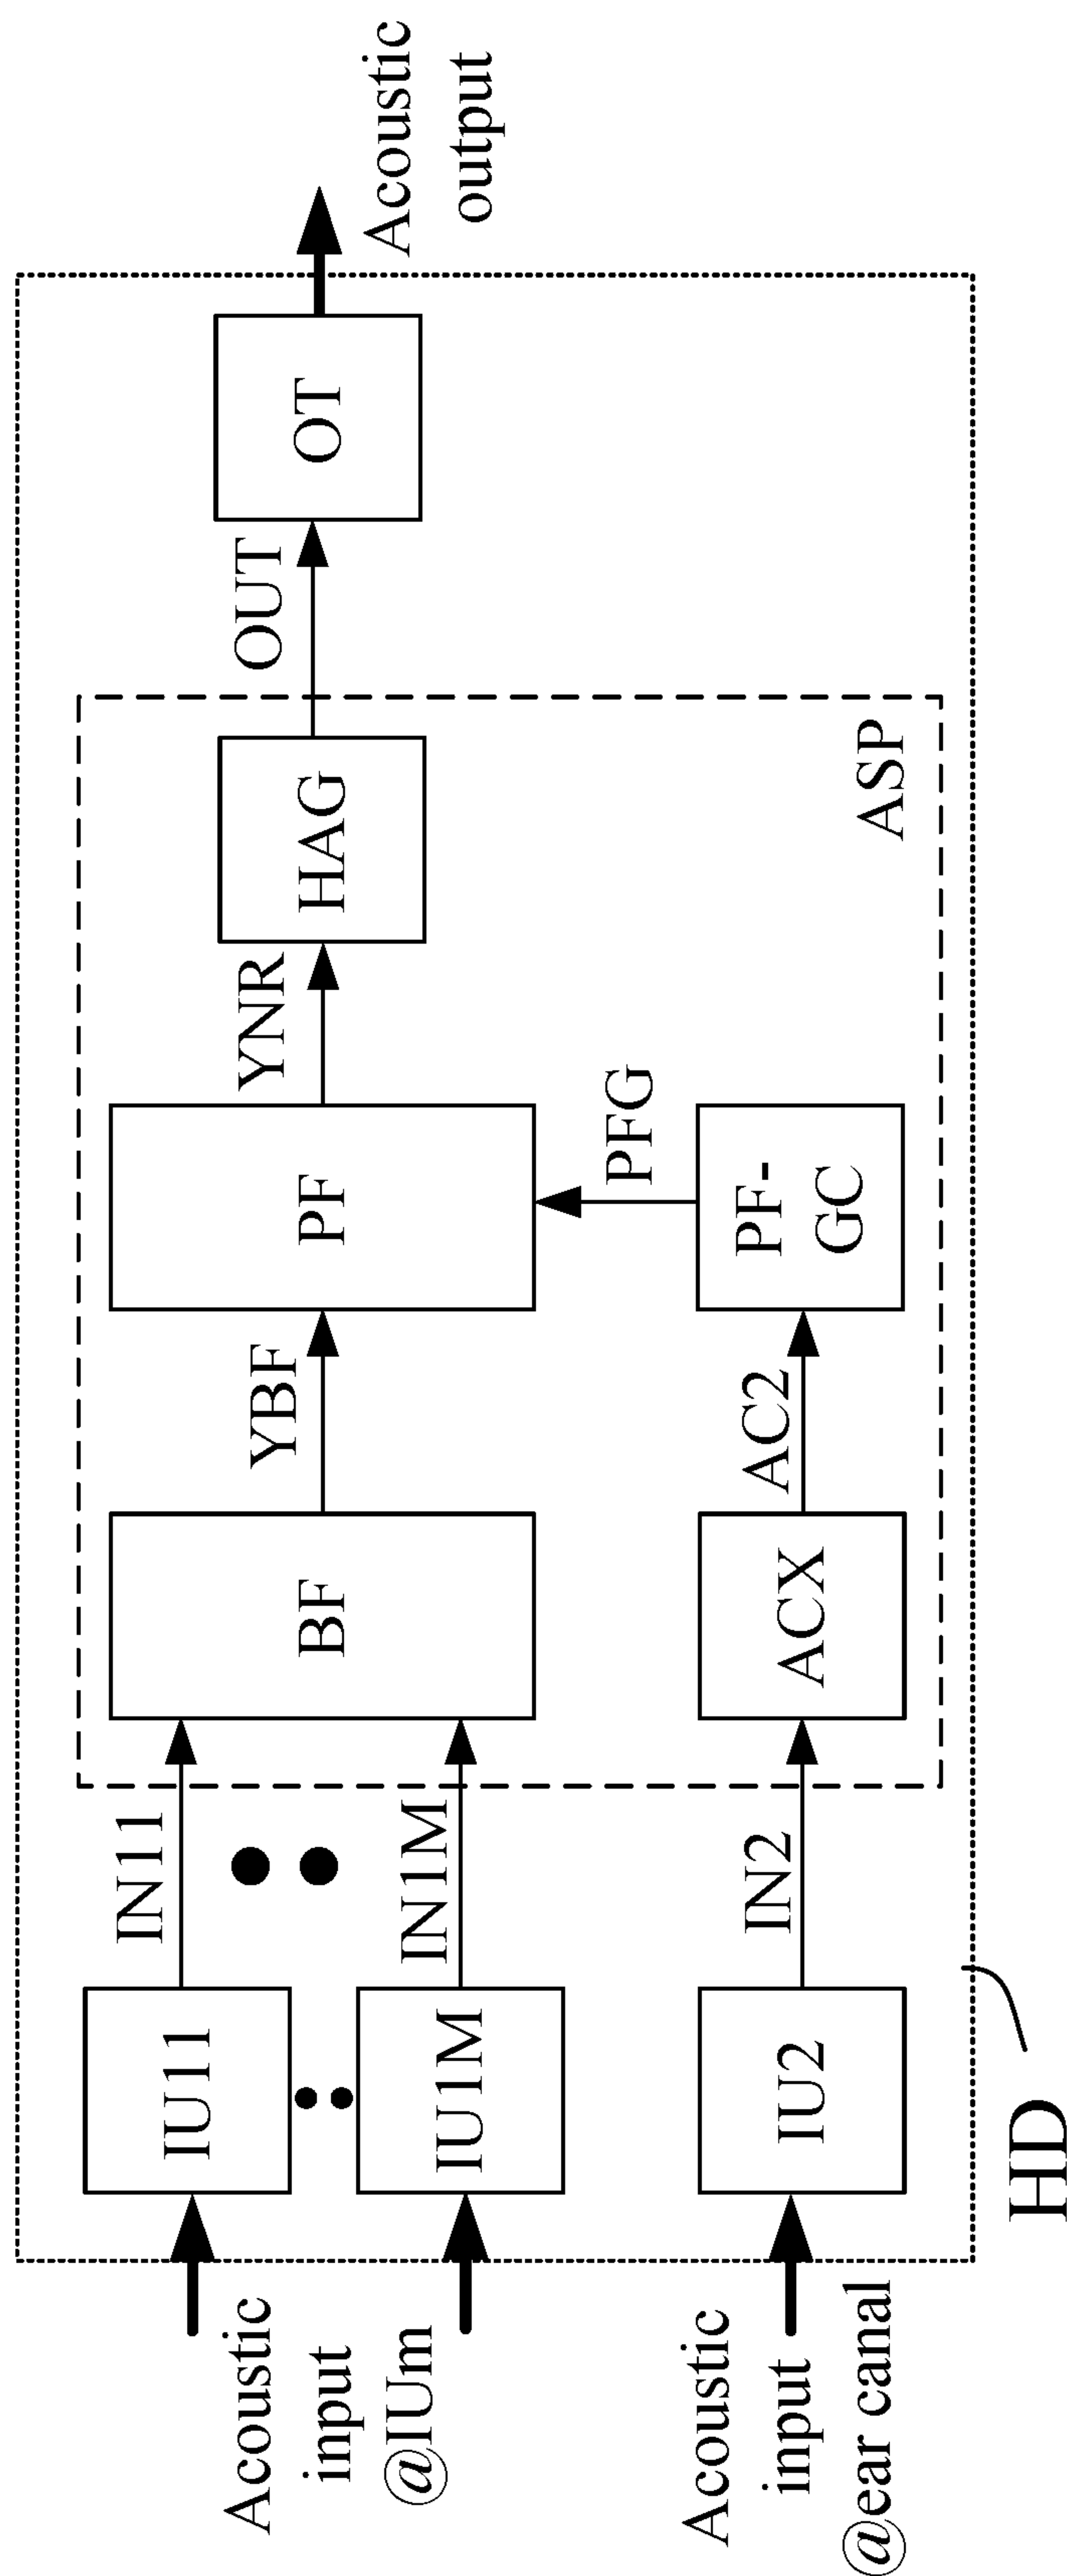 Acoustic
input
@IUm
IU11
IN11
IU1M
IN1M
BF
YBF
PF
YNR
HAG
OUT
OT
Acoustic
output
Acoustic
input
@ear canal
IU2
IN2
ACX
AC2
PF-
GC
PFG
ASP
HD